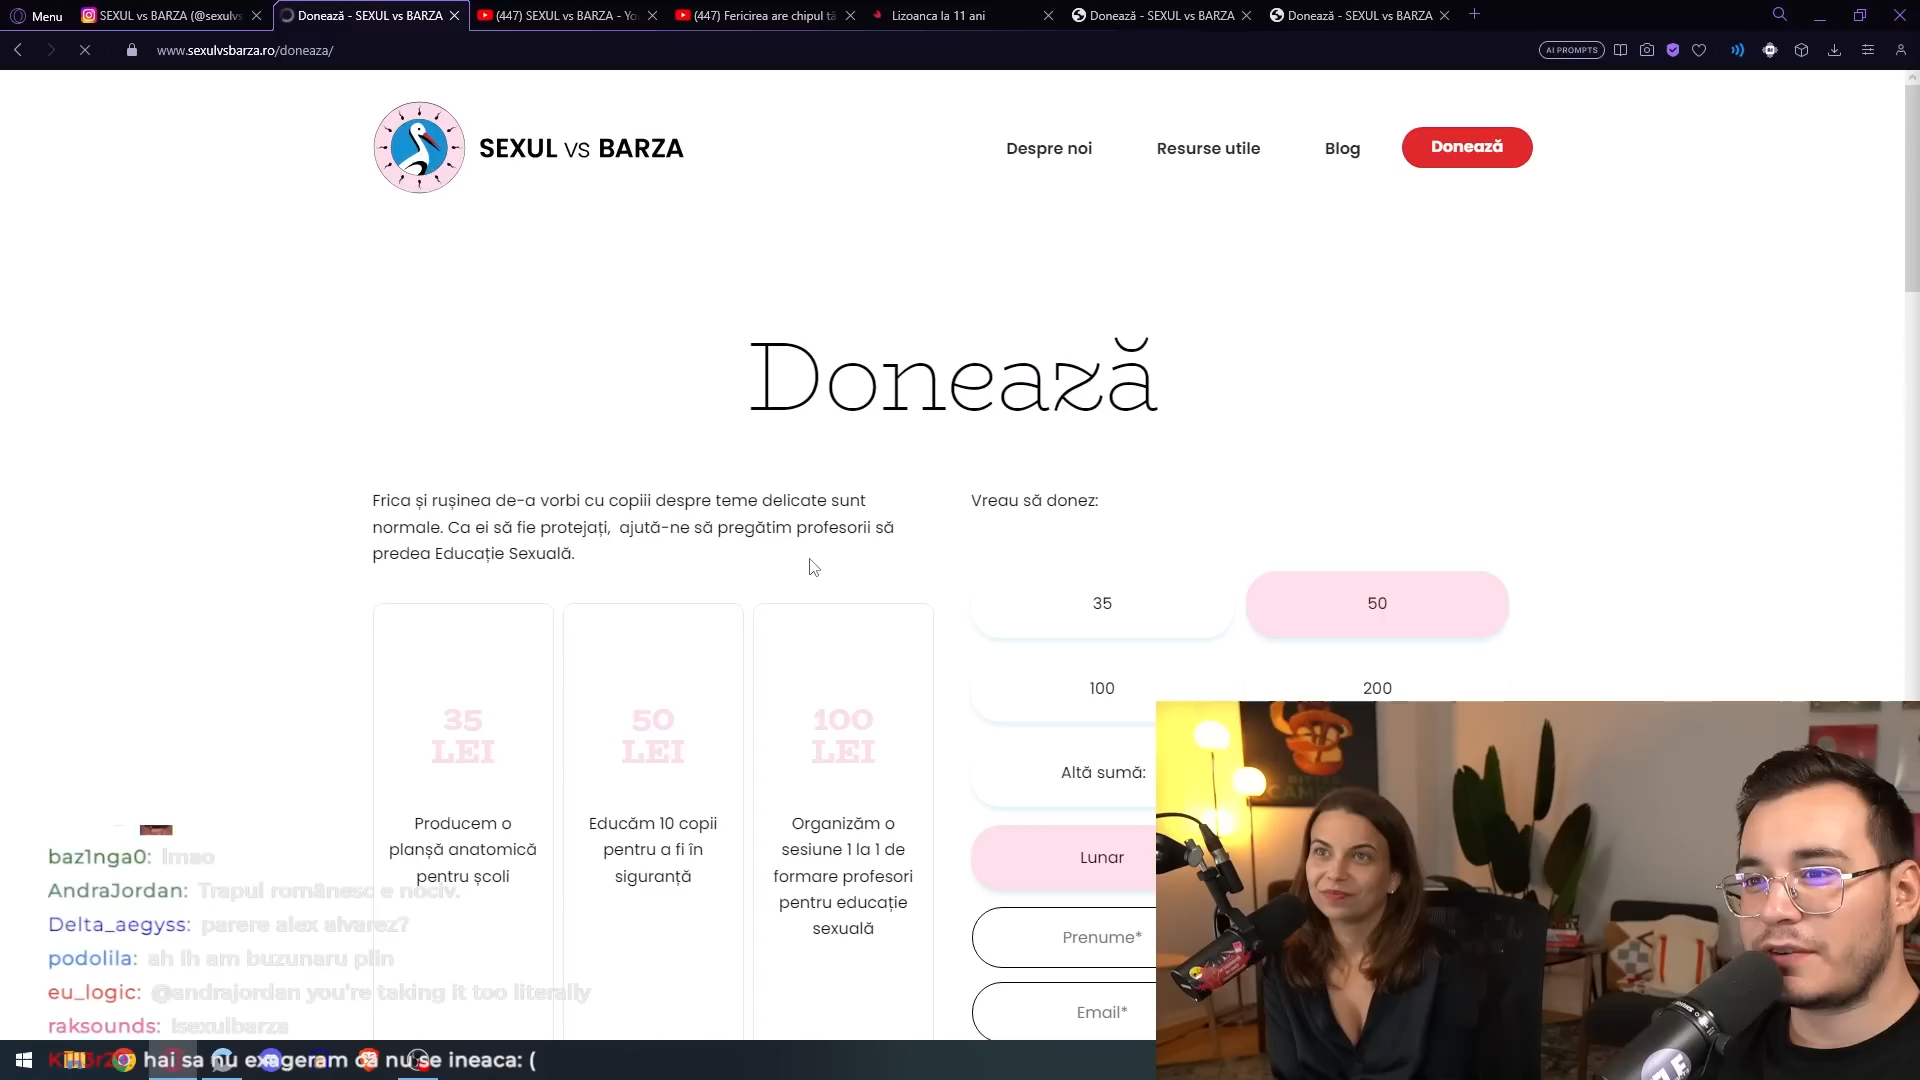 Menu
SEXUL vs BARZA (@sexulvs
Donează - SEXUL vs BARZA
(447) SEXUL vs BARZA - Yo
(447) Fericirea are chipul tă
Lizoanca la 11 ani
Donează - SEXUL vs BARZA
Donează - SEXUL vs BARZA
www.sexulvsbarza.ro/doneaza/
AI PROMPTS
SEXUL VS BARZA
Despre noi
Resurse utile
Blog
Donează
Donează
Frica și rușinea de-a vorbi cu copiii despre teme delicate sunt
normale. Ca ei să fie protejați, ajută-ne să pregătim profesorii să
predea Educație Sexuală.
35
LEI
Producem o
planșă anatomică
pentru școli
50
LEI
Educăm 10 copii
pentru a fi în
siguranță
100
LEI
Organizăm o
sesiune 1 la 1 de
formare profesori
pentru educație
sexuală
Vreau să donez:
35
50
100
200
Altă sumă:
Lunar
Prenume*
Email*
baz1nga0: lmao
AndraJordan: Trapul românesc e nociv.
Delta_aegyss: parere alex alvarez?
podolila: ah ih am buzunaru plin
eu_logic: @andrajordan you're taking it too literally
raksounds: !sexulbarza
hai sa nu exageram ca nu se ineaca: (